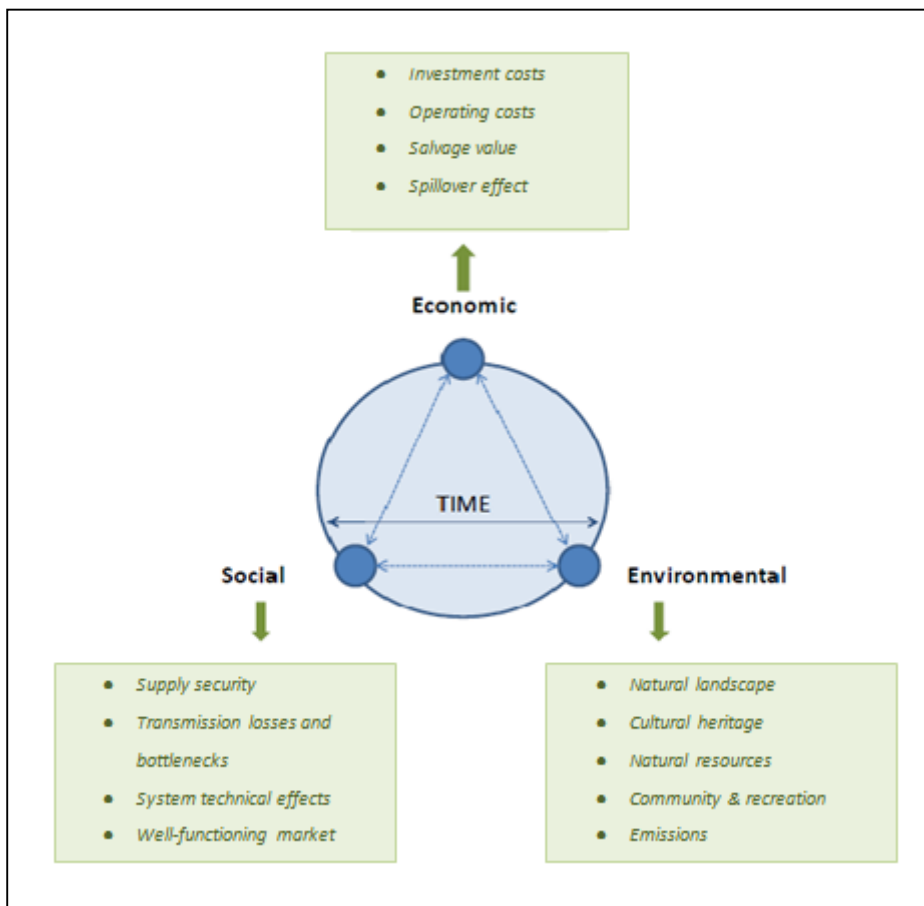 ● Investment costs
● Operating costs
● Salvage value
● Spillover effect
Economic
TIME
Social
Environmental
● Supply security
● Transmission losses and
bottlenecks
● System technical effects
● Well-functioning market
● Natural landscape
● Cultural heritage
● Natural resources
● Community & recreation
● Emissions